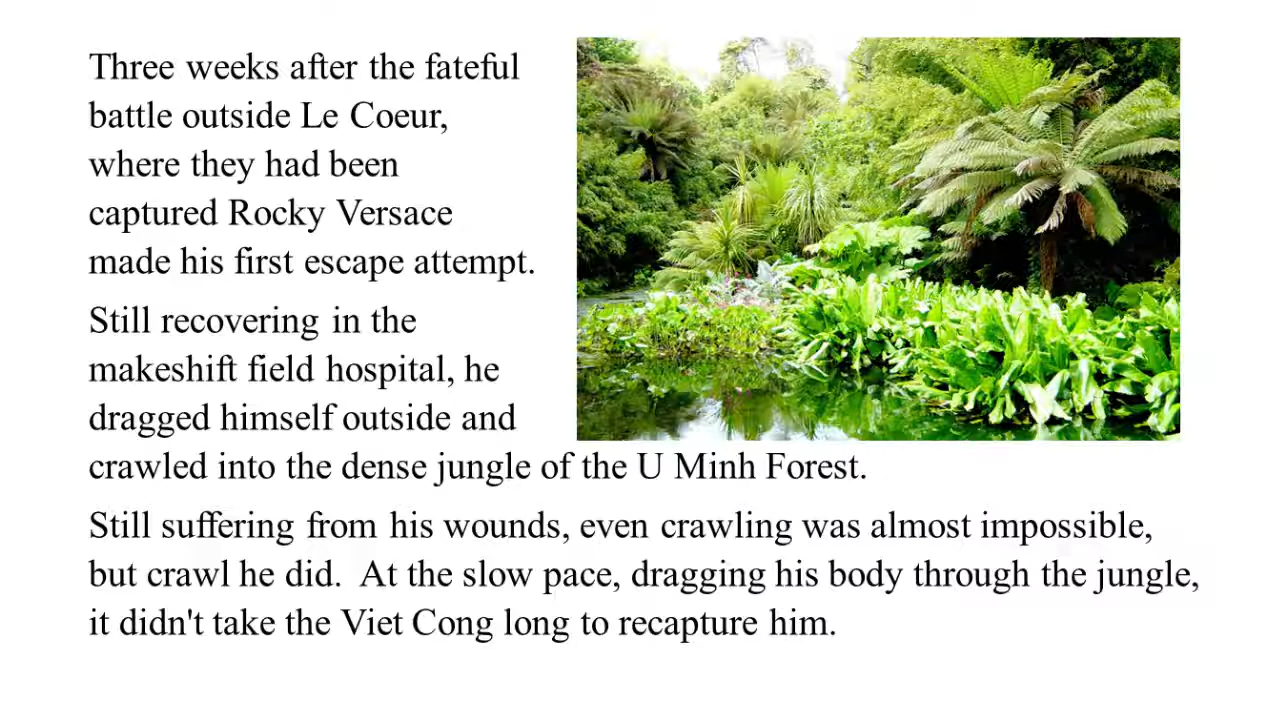 Three weeks after the fateful
battle outside Le Coeur,
where they had been
captured Rocky Versace
made his first escape attempt.
Still recovering in the
makeshift field hospital, he
dragged himself outside and
crawled into the dense jungle of the U Minh Forest.
Still suffering from his wounds, even crawling was almost impossible,
but crawl he did.  At the slow pace, dragging his body through the jungle,
it didn't take the Viet Cong long to recapture him.